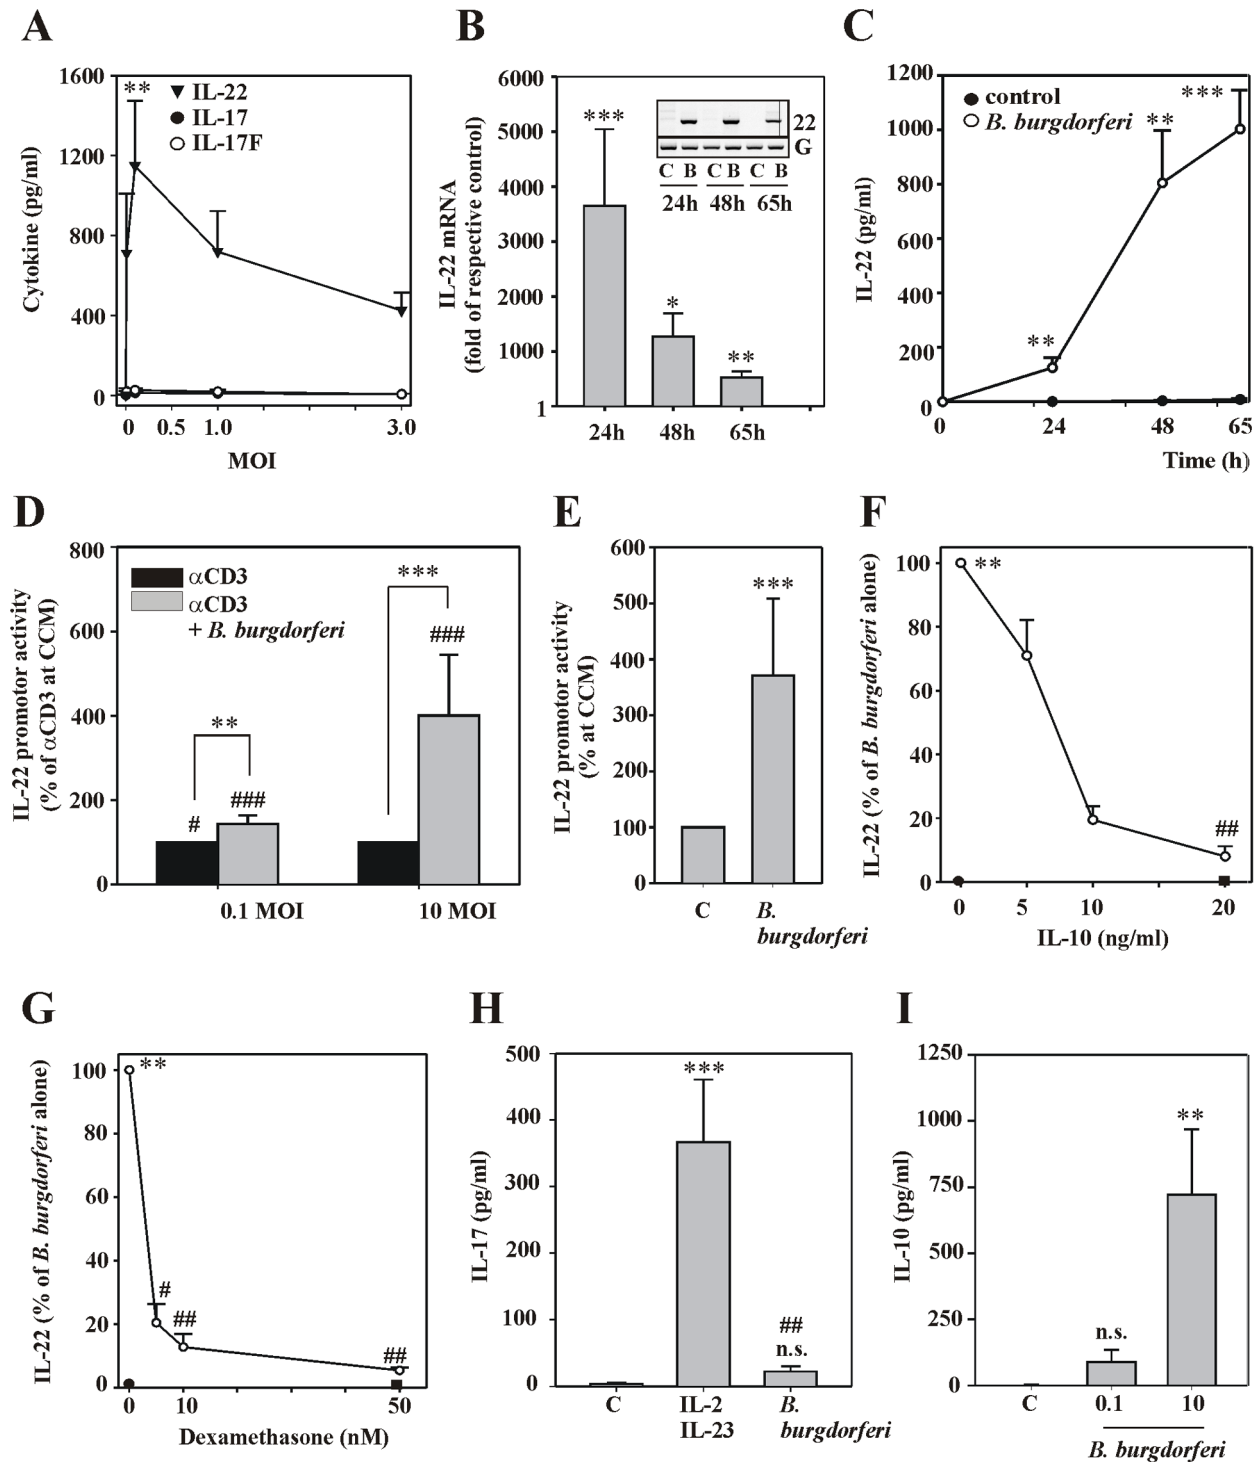 A
Cytokine (pg/ml)
1600
1200
800
400
0
**
IL-22
IL-17
IL-17F
0 0.5 1.0 3.0
MOI
B
IL-22 mRNA
(fold of respective control)
6000
5000
4000
3000
2000
1000
1
***
*
**
22
G
C B C B C B
24h 48h 65h
24h 48h 65h
C
IL-22 (pg/ml)
1200
1000
800
600
400
200
0
control
B. burgdorferi
**
**
***
0 24 48 65
Time (h)
D
IL-22 promotor activity
(% of αCD3 at CCM)
800
600
400
200
0
αCD3
αCD3
+ B. burgdorferi
**
#
###
***
###
0.1 MOI 10 MOI
E
IL-22 promotor activity
(% at CCM)
600
500
400
300
200
100
0
***
C B.
burgdorferi
F
IL-22 (% of B. burgdorferi alone)
100
80
60
40
20
0
**
##
0 5 10 20
IL-10 (ng/ml)
G
IL-22 (% of B. burgdorferi alone)
100
80
60
40
20
0
**
#
##
##
0 10 50
Dexamethasone (nM)
H
IL-17 (pg/ml)
500
400
300
200
100
0
***
##
n.s.
C IL-2 B.
IL-23 burgdorferi
I
IL-10 (pg/ml)
1250
1000
750
500
250
0
n.s.
**
C 0.1 10
B. burgdorferi